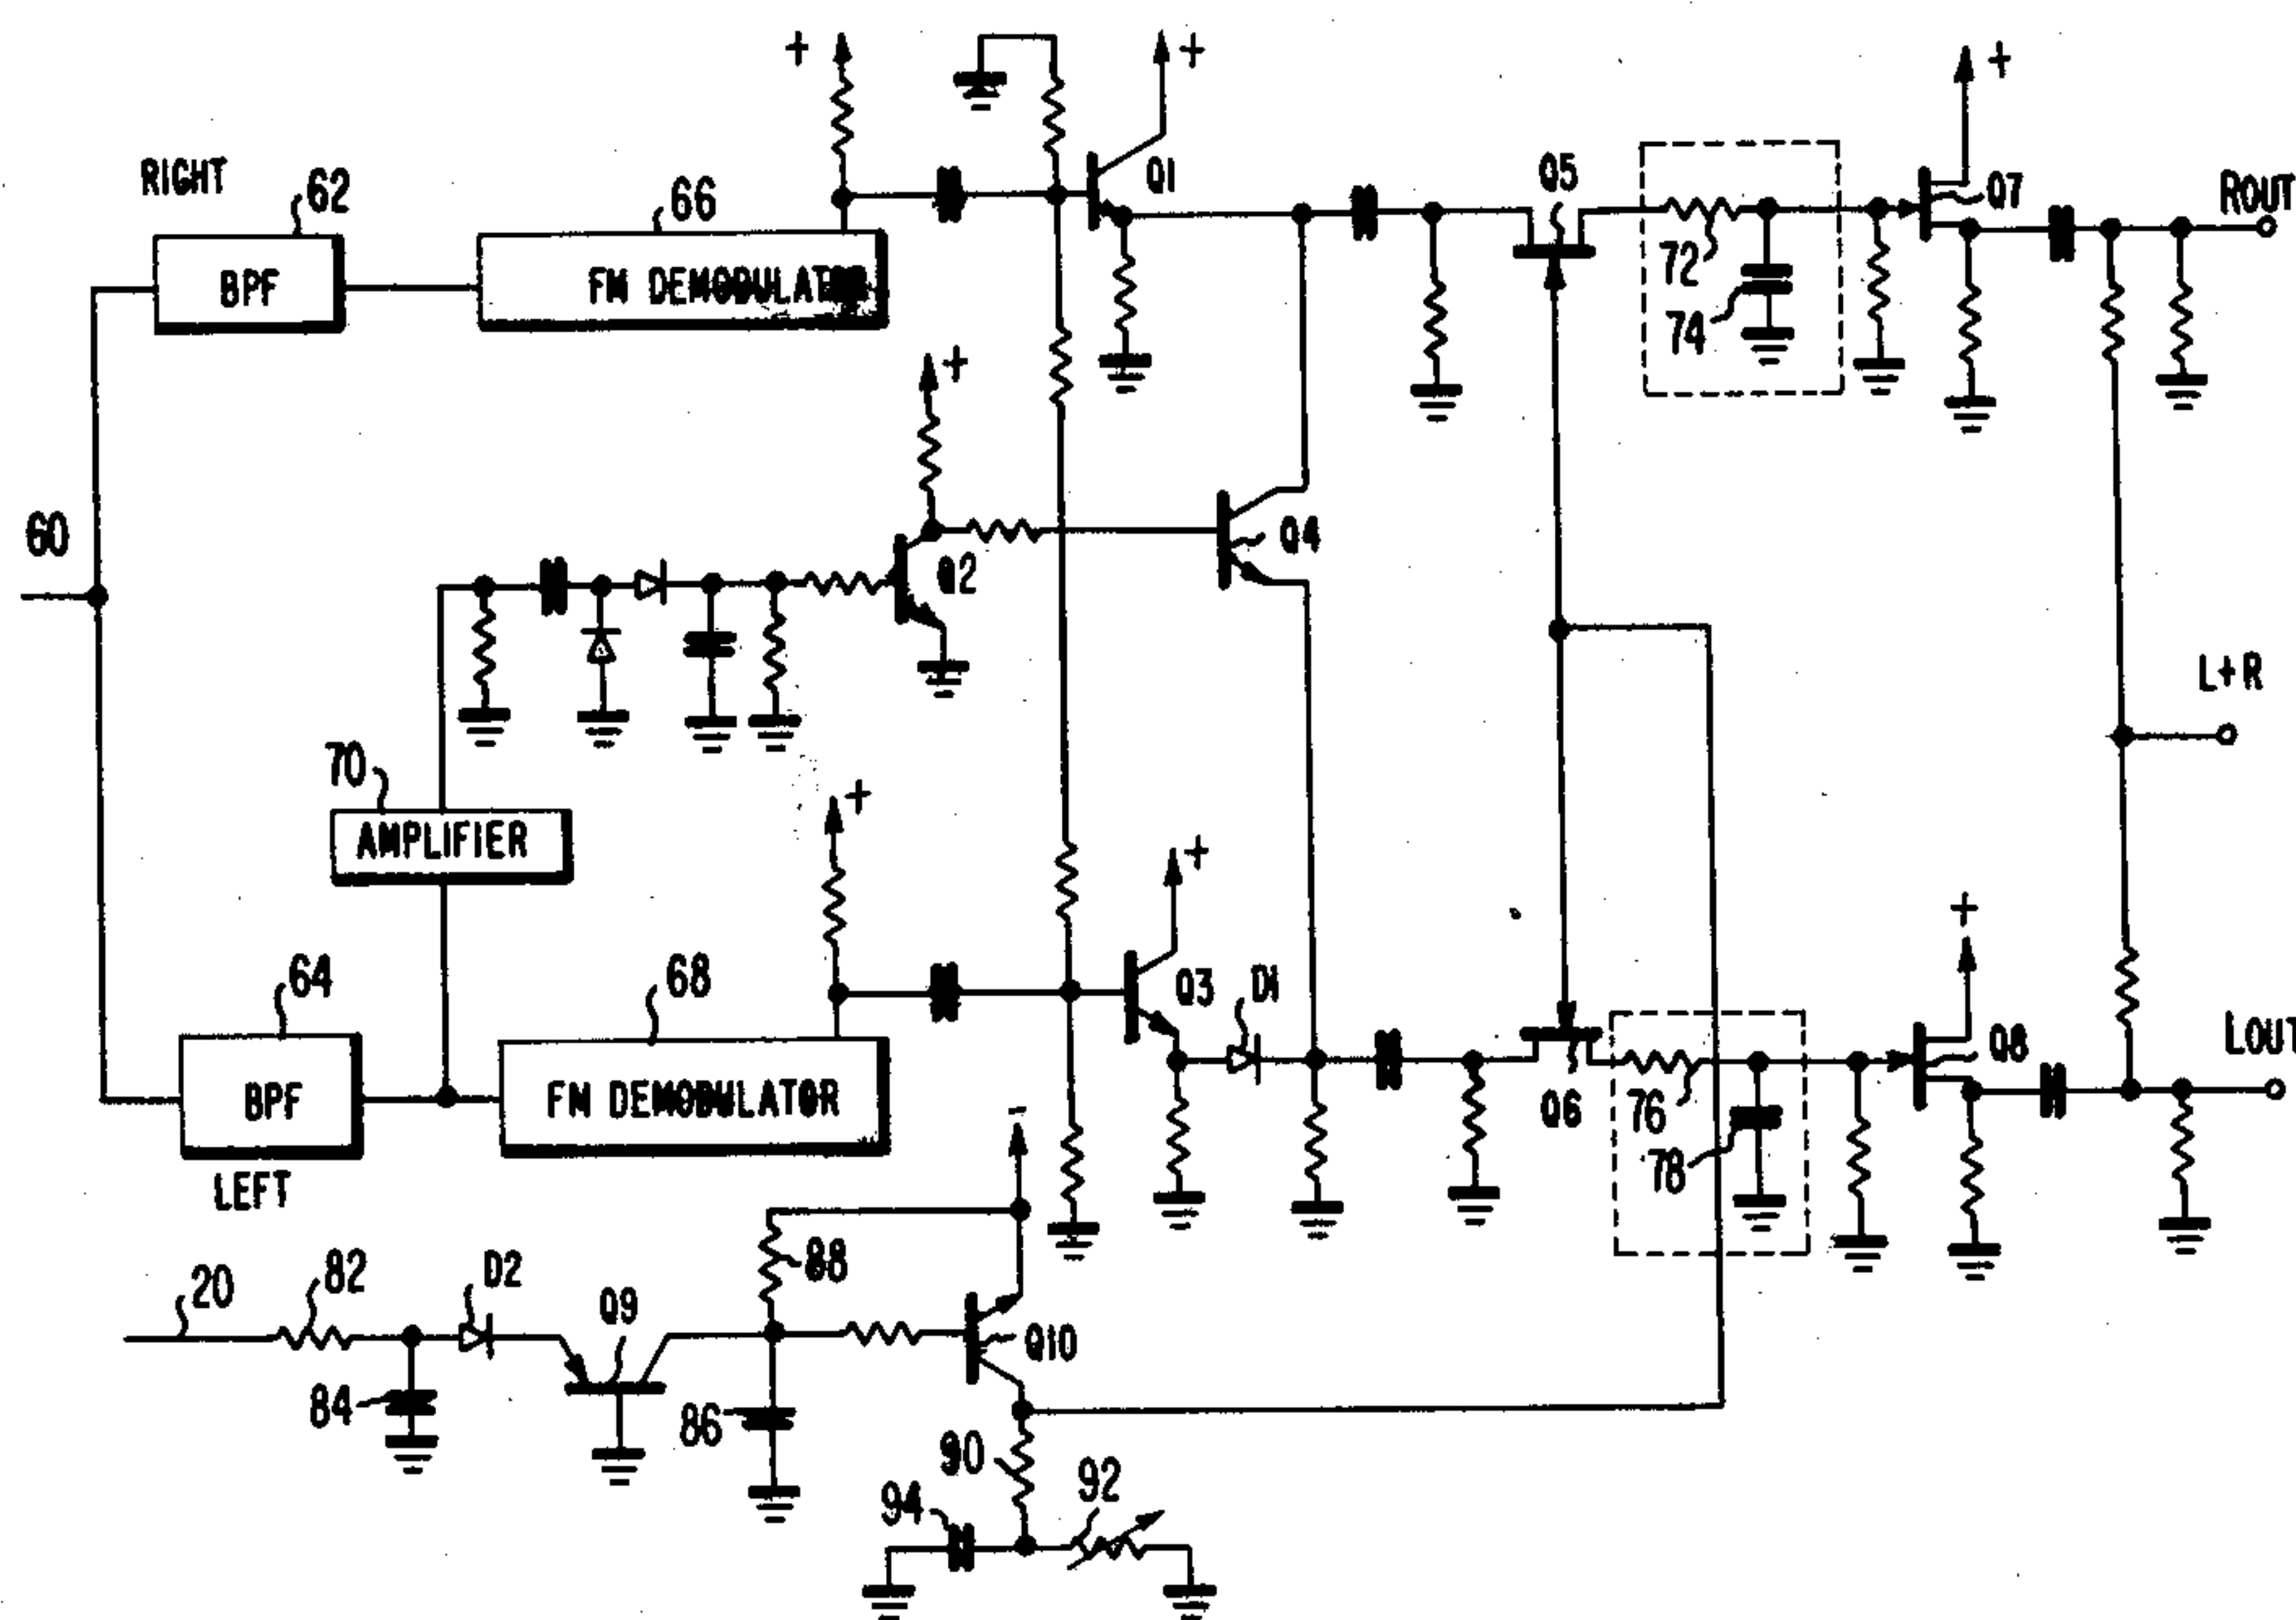 +
+
+
RIGHT
62
66
Q1
Q5
Q7
ROUT
BPF
FM DEMODULATOR
72
74
+
60
Q2
Q4
L+R
70
+
AMPLIFIER
+
64
68
Q3
D1
+
Q8
LOUT
BPF
FM DEMODULATOR
-
Q6
76
78
LEFT
20
82
D2
Q9
88
Q10
84
86
90
94
92